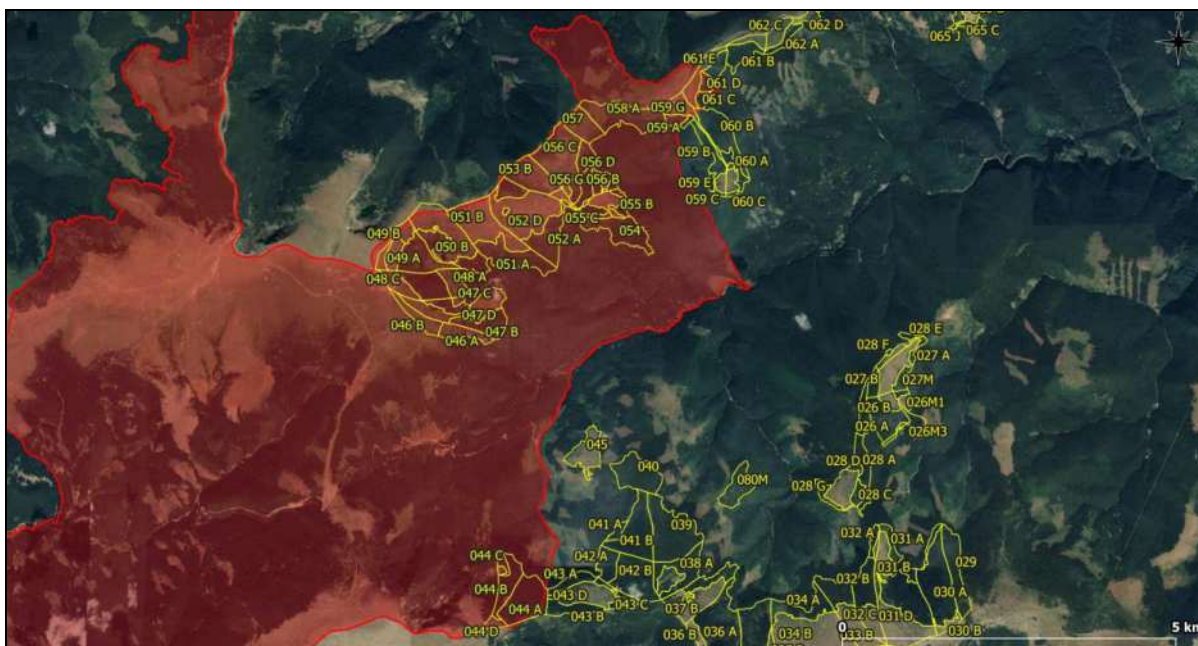 062 C
062 D
062 A
065 J
065 C
061 E
061 B
061 D
061 C
058 A
059 G
057
059 A
060 B
056 C
056 D
059 B
060 A
053 B
056 G
056 B
059 E
059 C
060 C
055 B
055 C
054
051 B
052 D
052 A
049 B
050 B
049 A
051 A
048 C
048 A
047 C
047 D
046 B
047 B
046 A
028 E
028 F
027 A
027 B
027M
026 B
026M1
026 A
026M3
045
040
080M
028 D
028 A
028 G
028 C
041 A
039
041 B
032 A
031 A
044 C
042 A
038 A
031 B
029
043 A
042 B
032 B
044 B
043 D
043 C
037 B
034 A
030 A
044 A
043 B
032 C
031 D
044 D
036 B
036 A
034 B
033 B
030 B
0
5 km